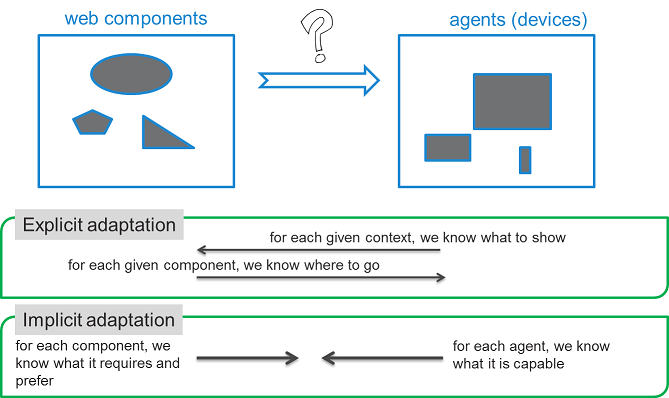 web components
?
agents (devices)
Explicit adaptation
for each given context, we know what to show
for each given component, we know where to go
Implicit adaptation
for each component, we
know what it requires and
prefer
for each agent, we know
what it is capable